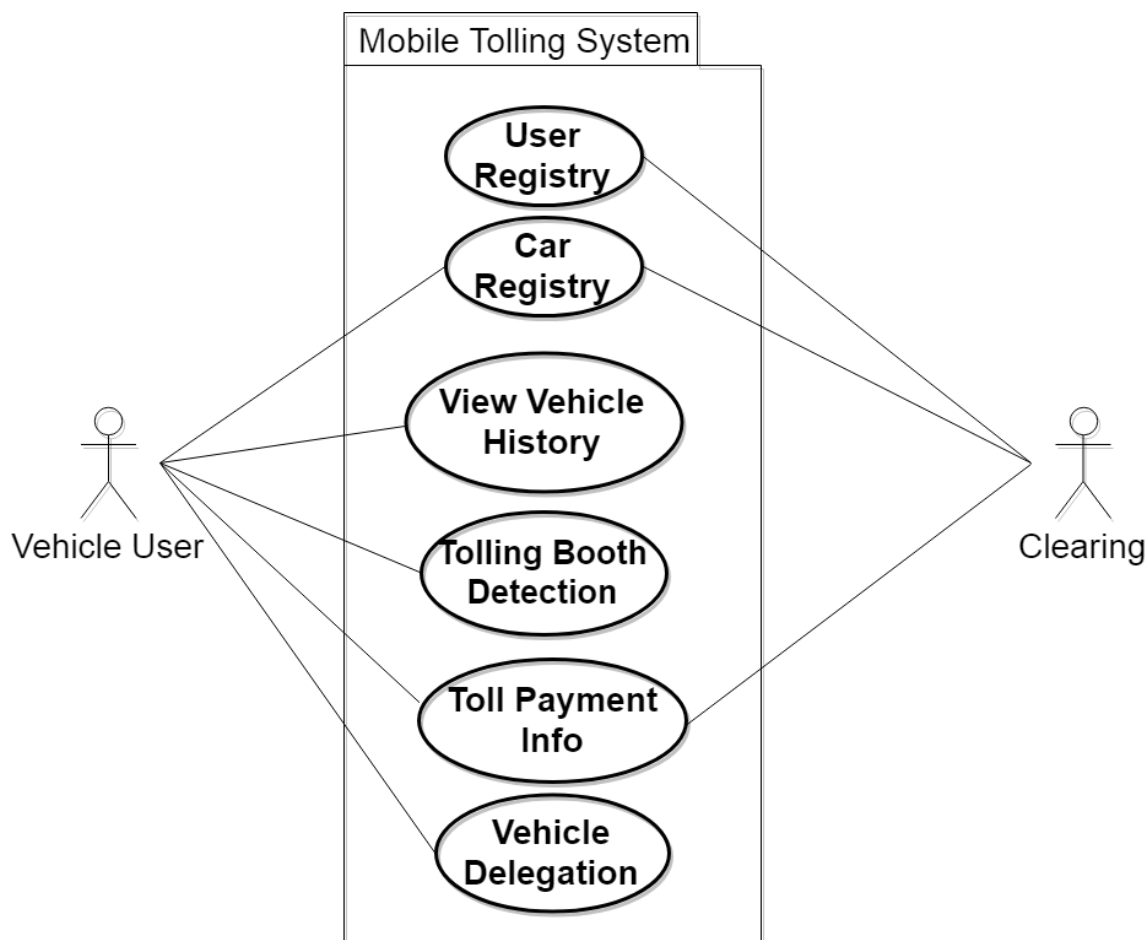 Mobile Tolling System
User
Registry
Car
Registry
View Vehicle
History
Vehicle User
Clearing
Tolling Booth
Detection
Toll Payment
Info
Vehicle
Delegation